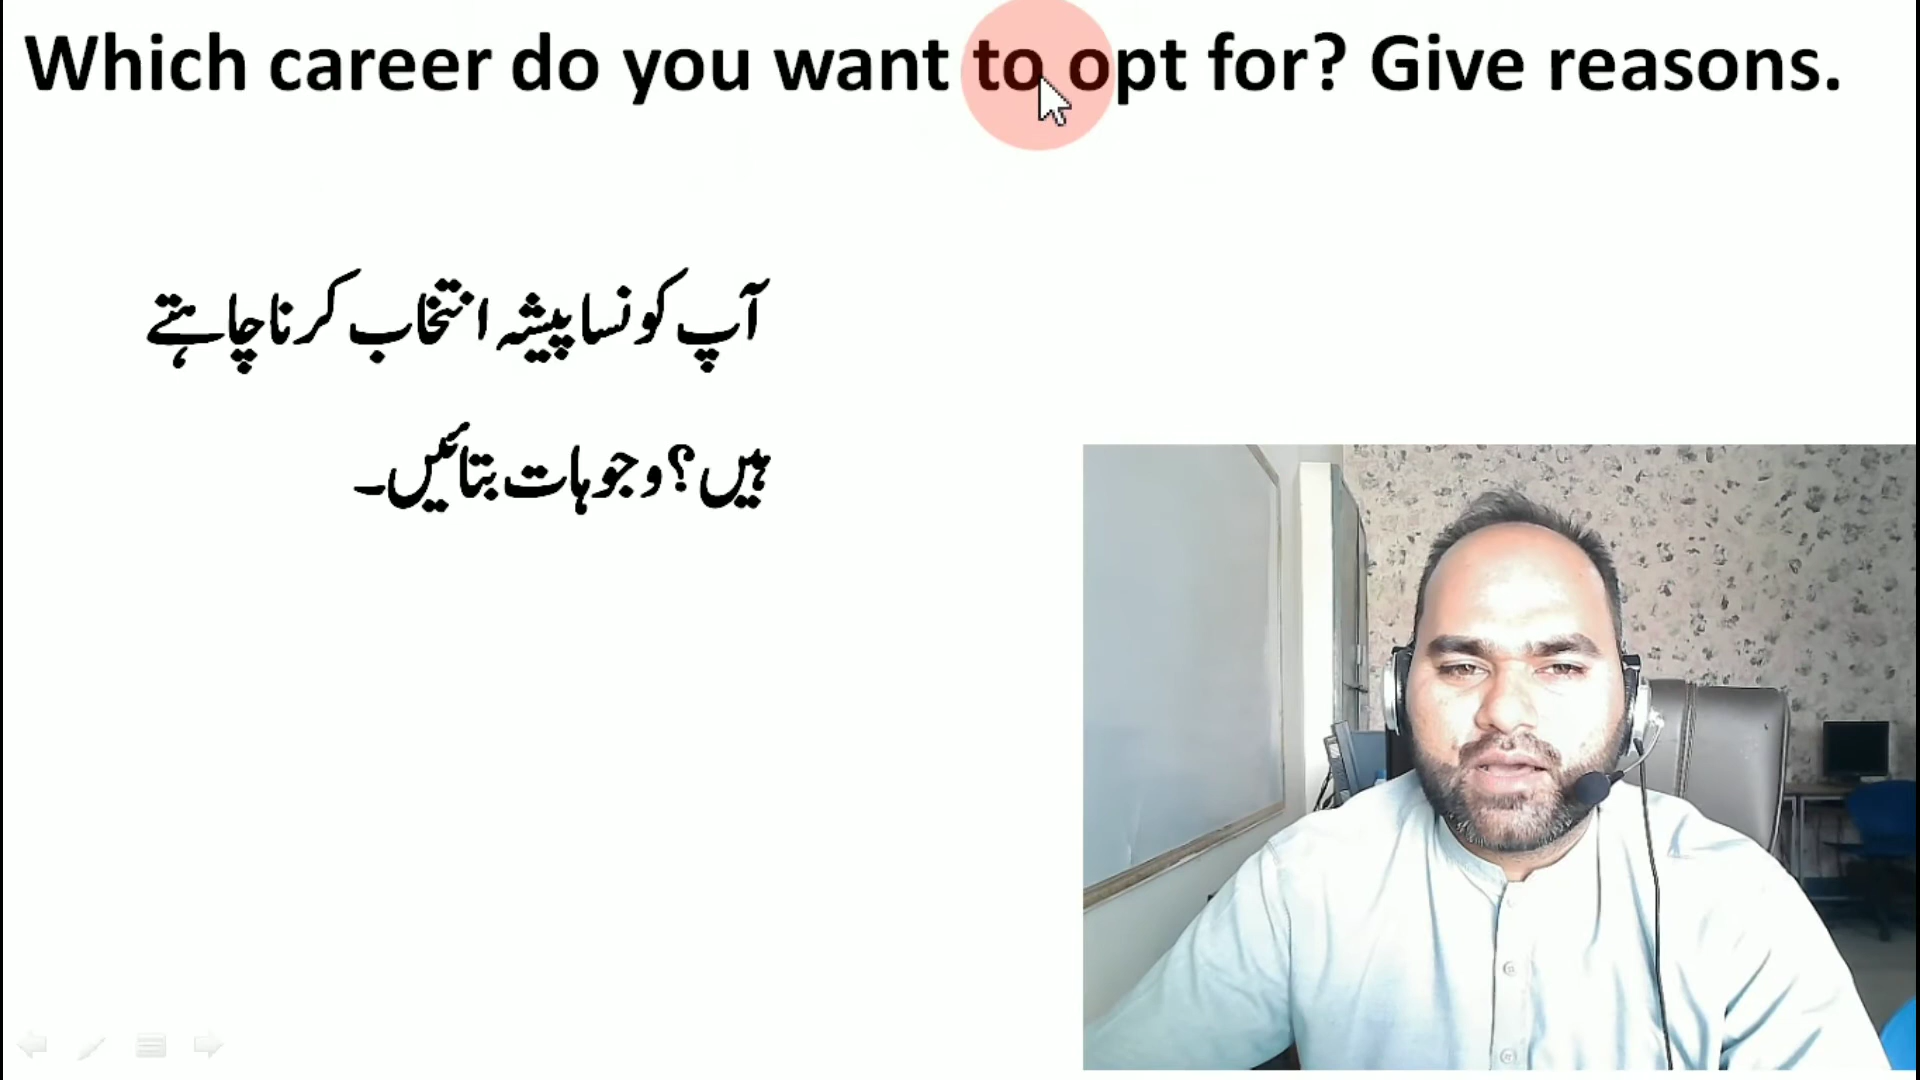 Which career do you want to opt for? Give reasons.
آپ کونسا پیشہ انتخاب کرنا چاہتے
ہیں؟ وجوہات بتائیں۔